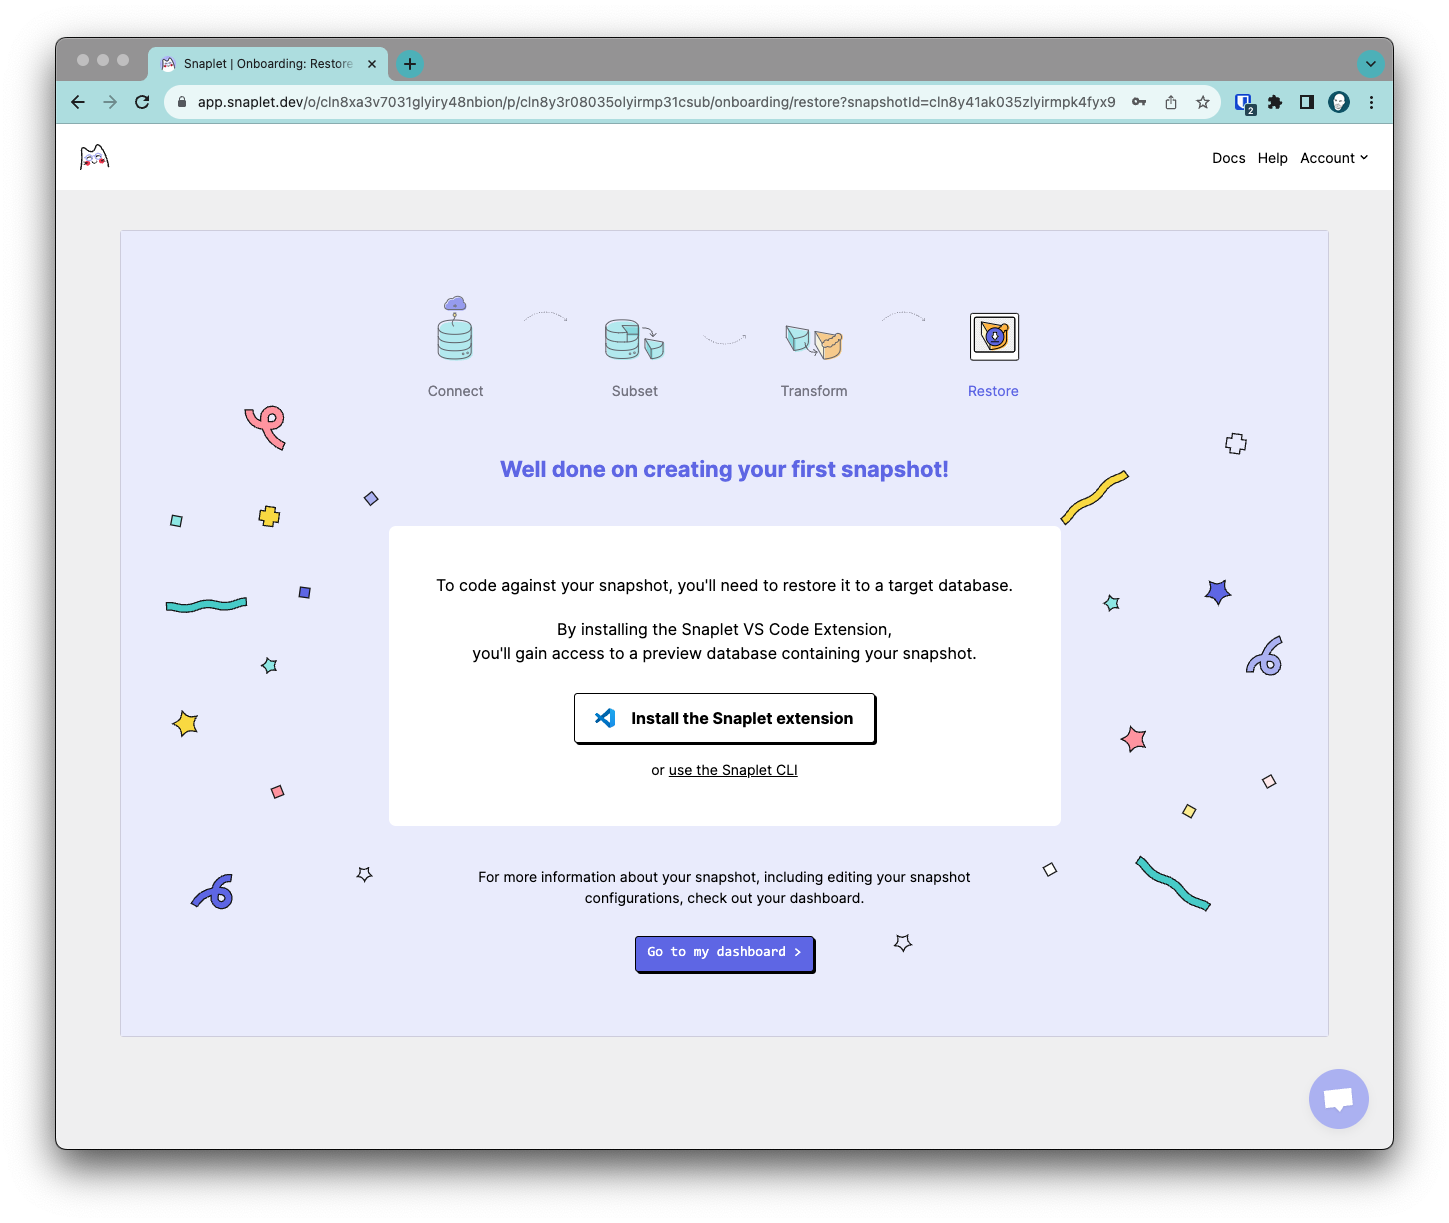 Snaplet | Onboarding: Restore
app.snaplet.dev/o/cln8xa3v7031glyiry48nbion/p/cln8y3r08035olyirmp31csub/onboarding/restore?snapshotId=cln8y41ak035zlyirmpk4fyx9
2
Docs Help Account
Connect Subset Transform Restore
Well done on creating your first snapshot!
To code against your snapshot, you'll need to restore it to a target database.
By installing the Snaplet VS Code Extension,
you'll gain access to a preview database containing your snapshot.
Install the Snaplet extension
or use the Snaplet CLI
For more information about your snapshot, including editing your snapshot
configurations, check out your dashboard.
Go to my dashboard >